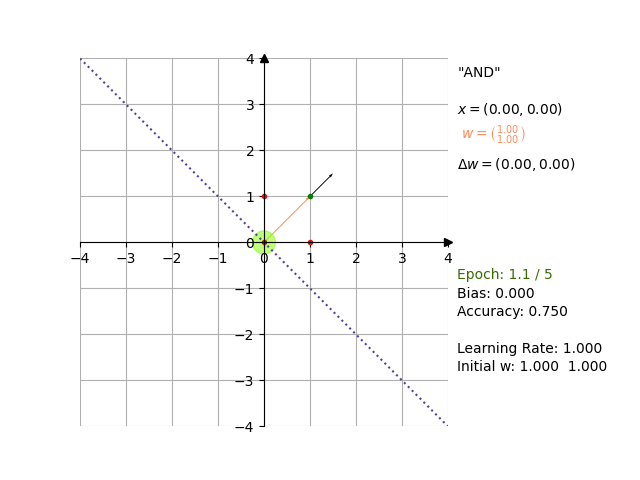 4
3
2
1
0
−1
−2
−3
−4
−4 −3 −2 −1 0 1 2 3 4
"AND"
x = (0.00, 0.00)
w = (1.00
1.00)
Δw = (0.00, 0.00)
Epoch: 1.1 / 5
Bias: 0.000
Accuracy: 0.750
Learning Rate: 1.000
Initial w: 1.000 1.000